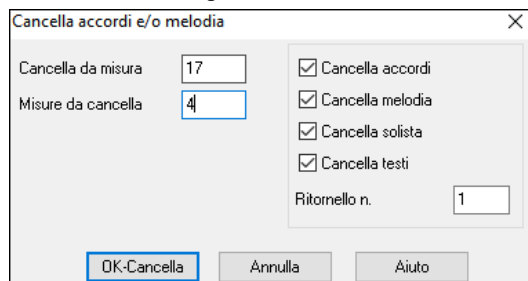 Cancella accordi e/o melodia
Cancella da misura 17
Misure da cancella 4
Cancella accordi
Cancella melodia
Cancella solista
Cancella testi
Ritornello n. 1
OK-Cancella Annulla Aiuto